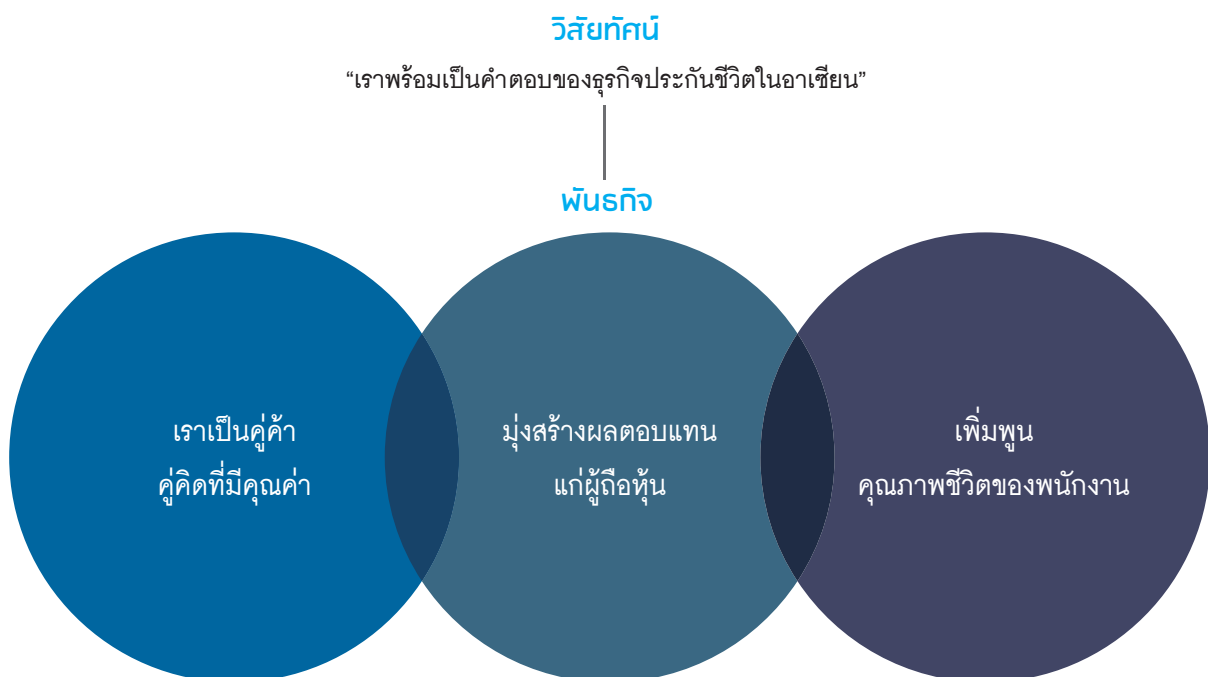 วิสัยทัศน์
“เราพร้อมเป็นคำตอบของธุรกิจประกันชีวิตในอาเซียน”
พันธกิจ
เราเป็นคู่ค้า
คู่คิดที่มีคุณค่า
มุ่งสร้างผลตอบแทน
แก่ผู้ถือหุ้น
เพิ่มพูน
คุณภาพชีวิตของพนักงาน